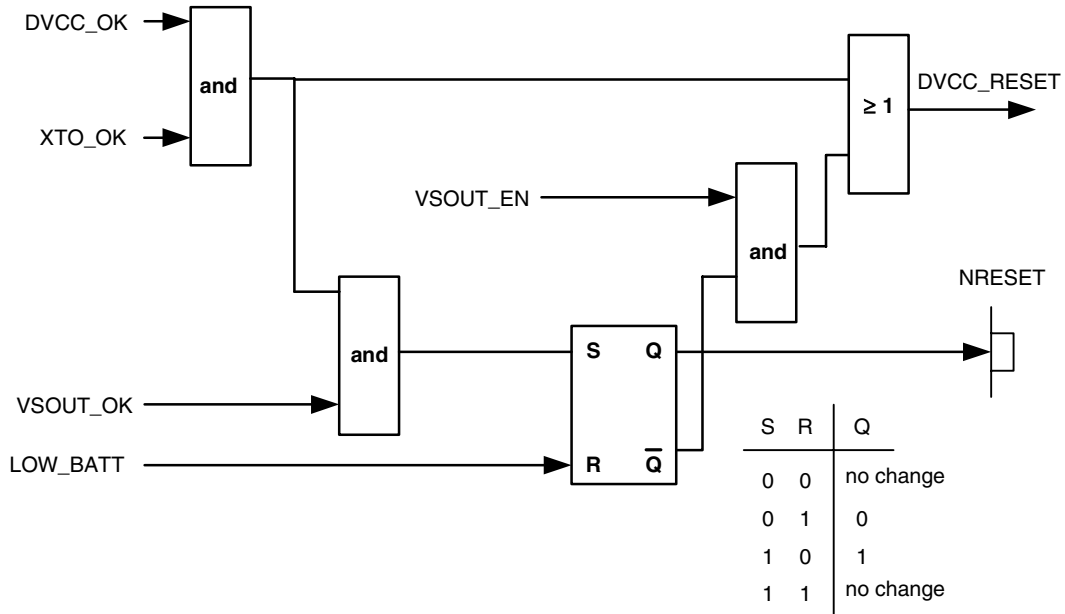 DVCC_OK
and
XTO_OK
≥ 1
DVCC_RESET
VSOUT_EN
and
NRESET
and
S Q
VSOUT_OK
LOW_BATT
R Q̅
S R Q
0 0 no change
0 1 0
1 0 1
1 1 no change